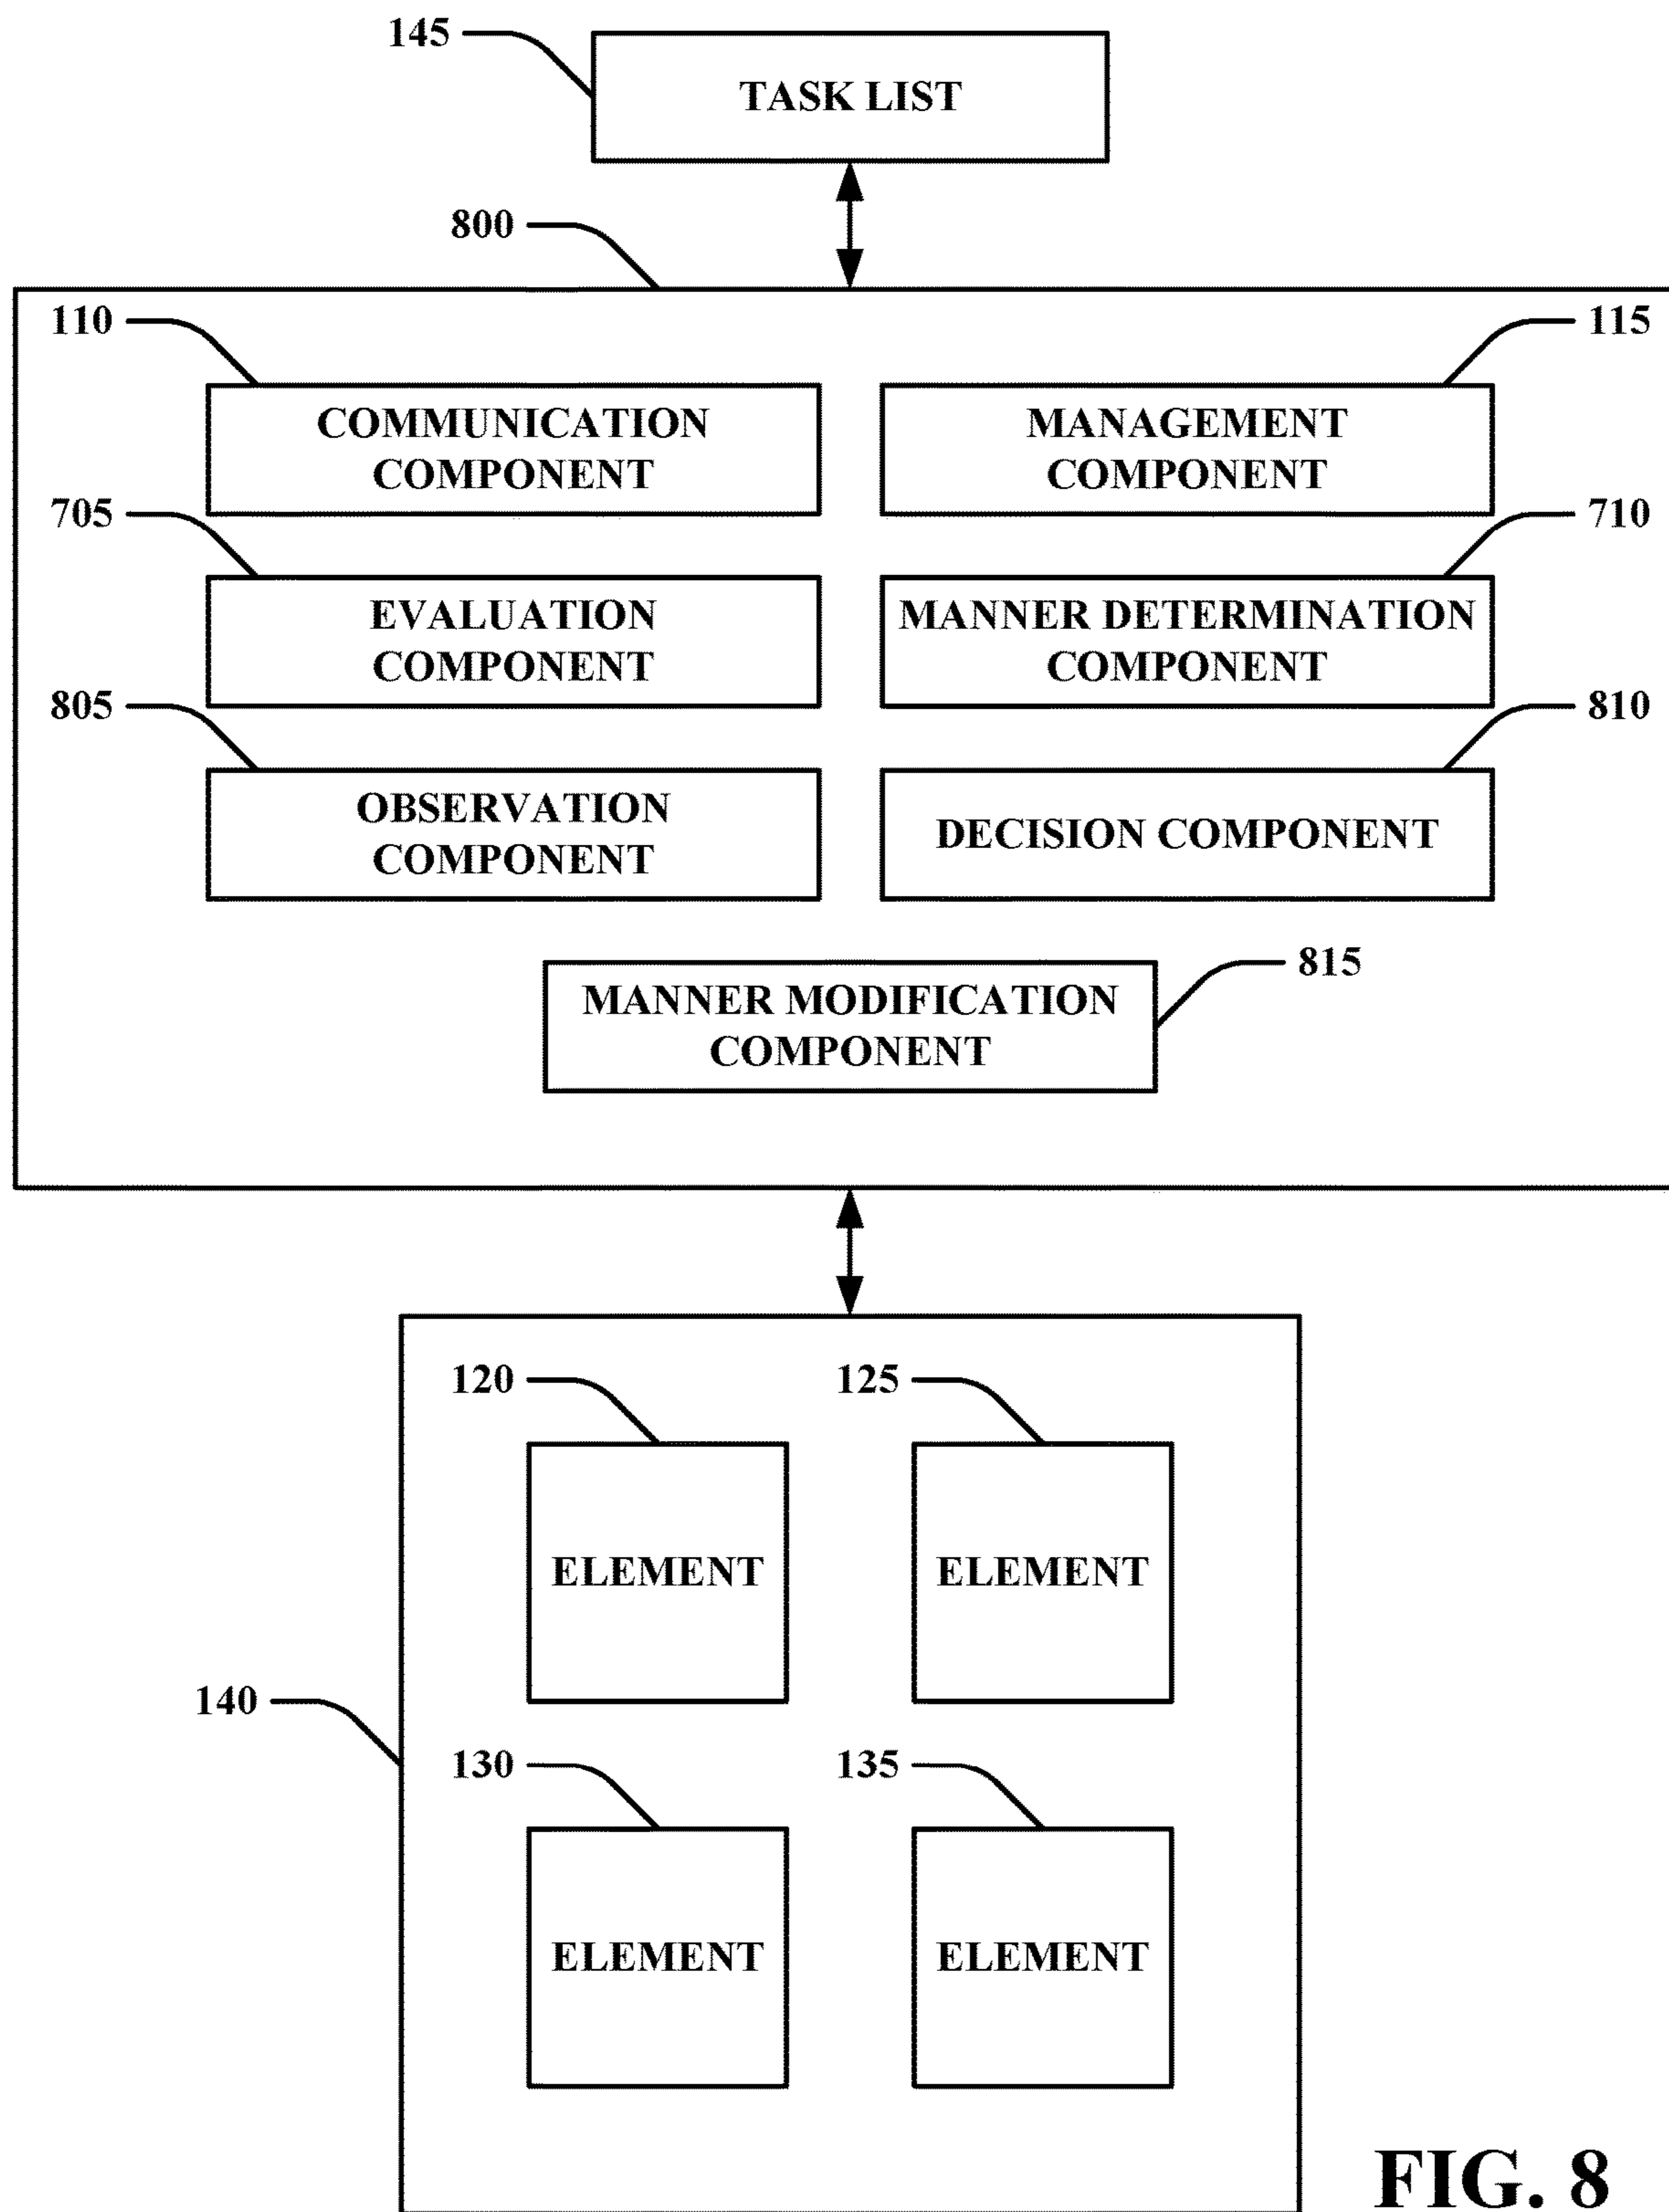 145
TASK LIST
800
110
115
COMMUNICATION
COMPONENT
MANAGEMENT
COMPONENT
705
710
EVALUATION
COMPONENT
MANNER DETERMINATION
COMPONENT
805
810
OBSERVATION
COMPONENT
DECISION COMPONENT
815
MANNER MODIFICATION
COMPONENT
120
125
ELEMENT
ELEMENT
140
130
135
ELEMENT
ELEMENT
FIG. 8